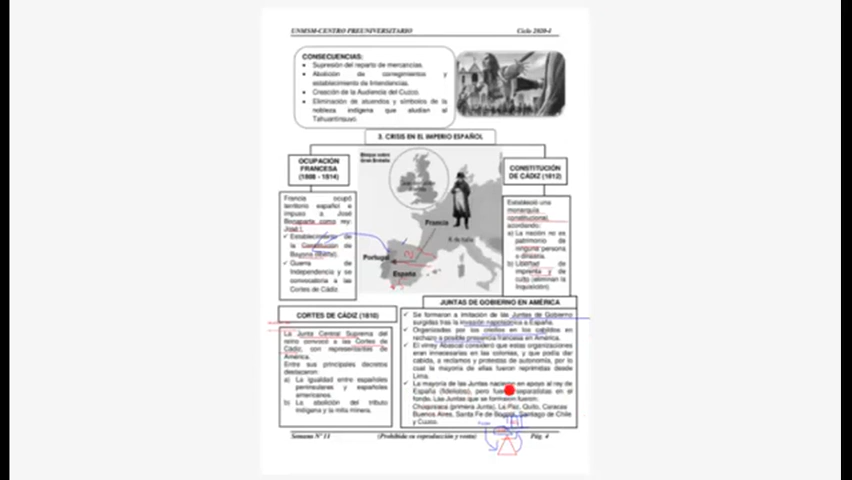 UNMSM-CENTRO PREUNIVERSITARIO Ciclo 2020-I
CONSECUENCIAS:
• Supresión del reparto de mercancías.
• Abolición de corregimientos y
establecimiento de Intendencias.
• Creación de la Audiencia del Cuzco.
• Eliminación de atuendos y símbolos de la
nobleza indígena que aludían al
Tahuantinsuyo
3. CRISIS EN EL IMPERIO ESPAÑOL
OCUPACIÓN
FRANCESA
(1808 - 1814)
Francia ocupó
territorio español e
impuso a José
Bonaparte como rey:
José I.
✓ Establecimiento de
la Constitución de
Bayona
✓ Guerra de
Independencia y se
convocatoria a las
Cortes de Cádiz.
Bloqueo sobre
Gran Bretaña
Francia
Portugal
España
CONSTITUCIÓN
DE CÁDIZ (1812)
Estableció una
monarquía
constitucional,
acordando:
a) La nación no es
patrimonio de
ninguna persona
o dinastía.
b) Libertad de
imprenta y de
culto (eliminan la
Inquisición)
CORTES DE CÁDIZ (1810)
La Junta Central Suprema del
reino convocó a las Cortes de
Cádiz, con representantes de
América.
Entre sus principales decretos
destacaron:
a) La igualdad entre españoles
peninsulares y españoles
americanos.
b) La abolición del tributo
indígena y la mita minera.
JUNTAS DE GOBIERNO EN AMÉRICA
✓ Se formaron a imitación de las Juntas de Gobierno
surgidas tras la invasión napoleónica a España.
✓ Organizadas por los criollos en los cabildos en
rechazo a posible presencia francesa en América.
✓ El virrey Abascal consideró que estas organizaciones
eran innecesarias en las colonias, y que podía dar
cabida, a reclamos y protestas de autonomía, por lo
cual la mayoría de ellas fueron reprimidas desde
Lima.
✓ La mayoría de las Juntas nacieron en apoyo al rey de
España (fidelistas), pero separatistas en el
fondo. Las Juntas que se formaron fueron:
Chuquisaca (primera Junta), La Paz, Quito, Caracas
Buenos Aires, Santa Fe de Bogotá, Santiago de Chile
y Cuzco.
Semana N° 11 (Prohibida su reproducción y venta) Pág. 4